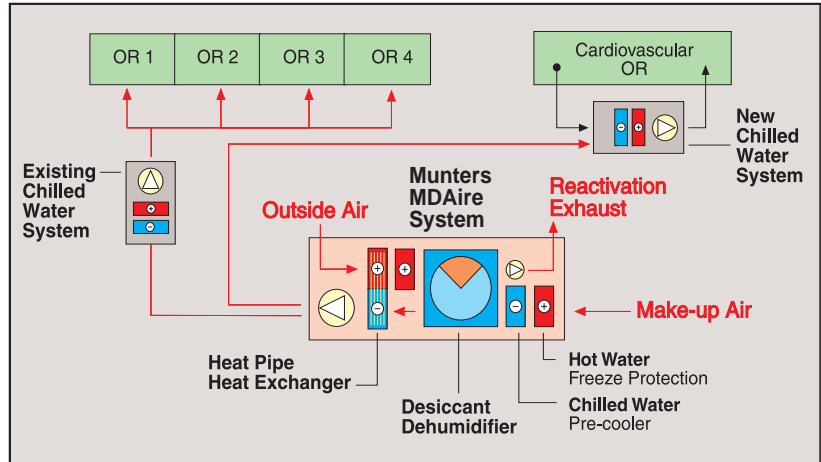 OR 1 OR 2 OR 3 OR 4
Cardiovascular
OR
New
Chilled
Water
System
Existing
Chilled
Water
System
Munters
MDAire
System
Outside Air
Reactivation
Exhaust
Make-up Air
Heat Pipe
Heat Exchanger
Desiccant
Dehumidifier
Hot Water
Freeze Protection
Chilled Water
Pre-cooler